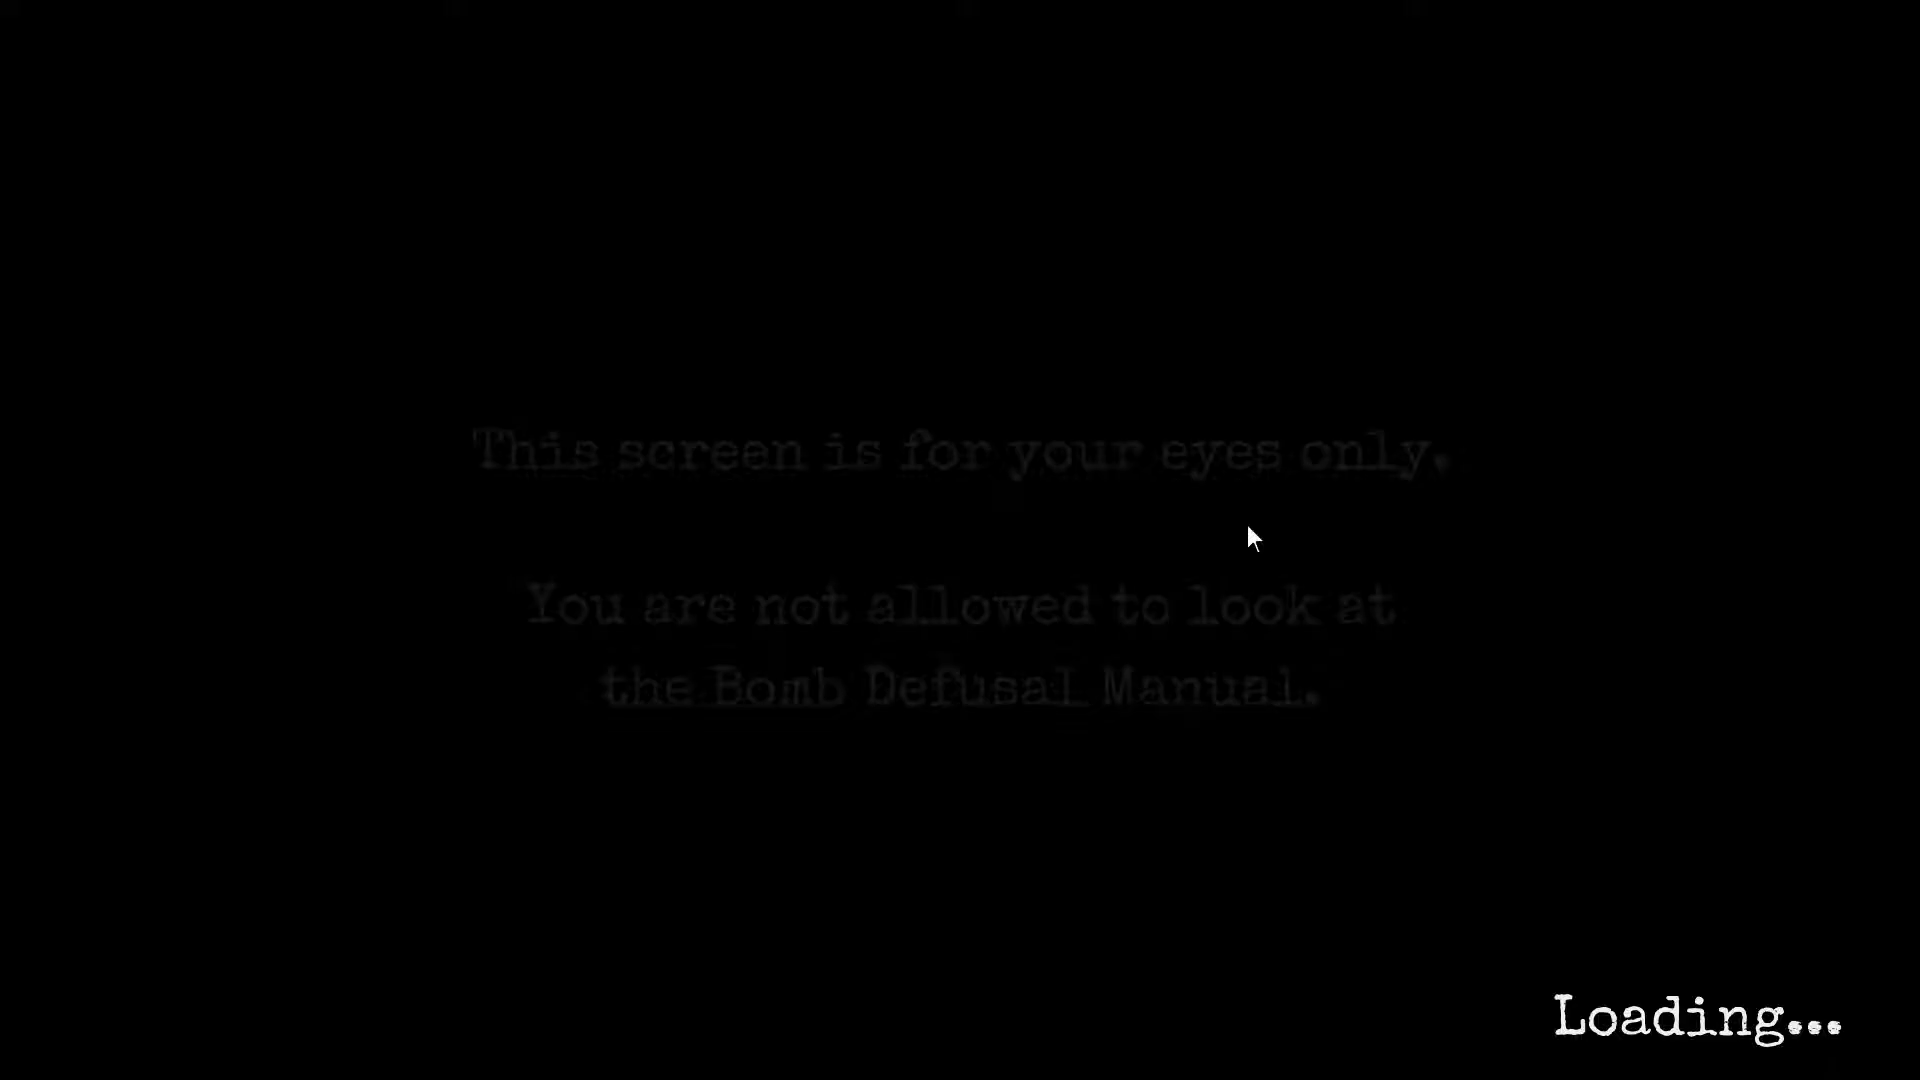 This screen is for your eyes only.
You are not allowed to look at
the Bomb Defusal Manual.
Loading...